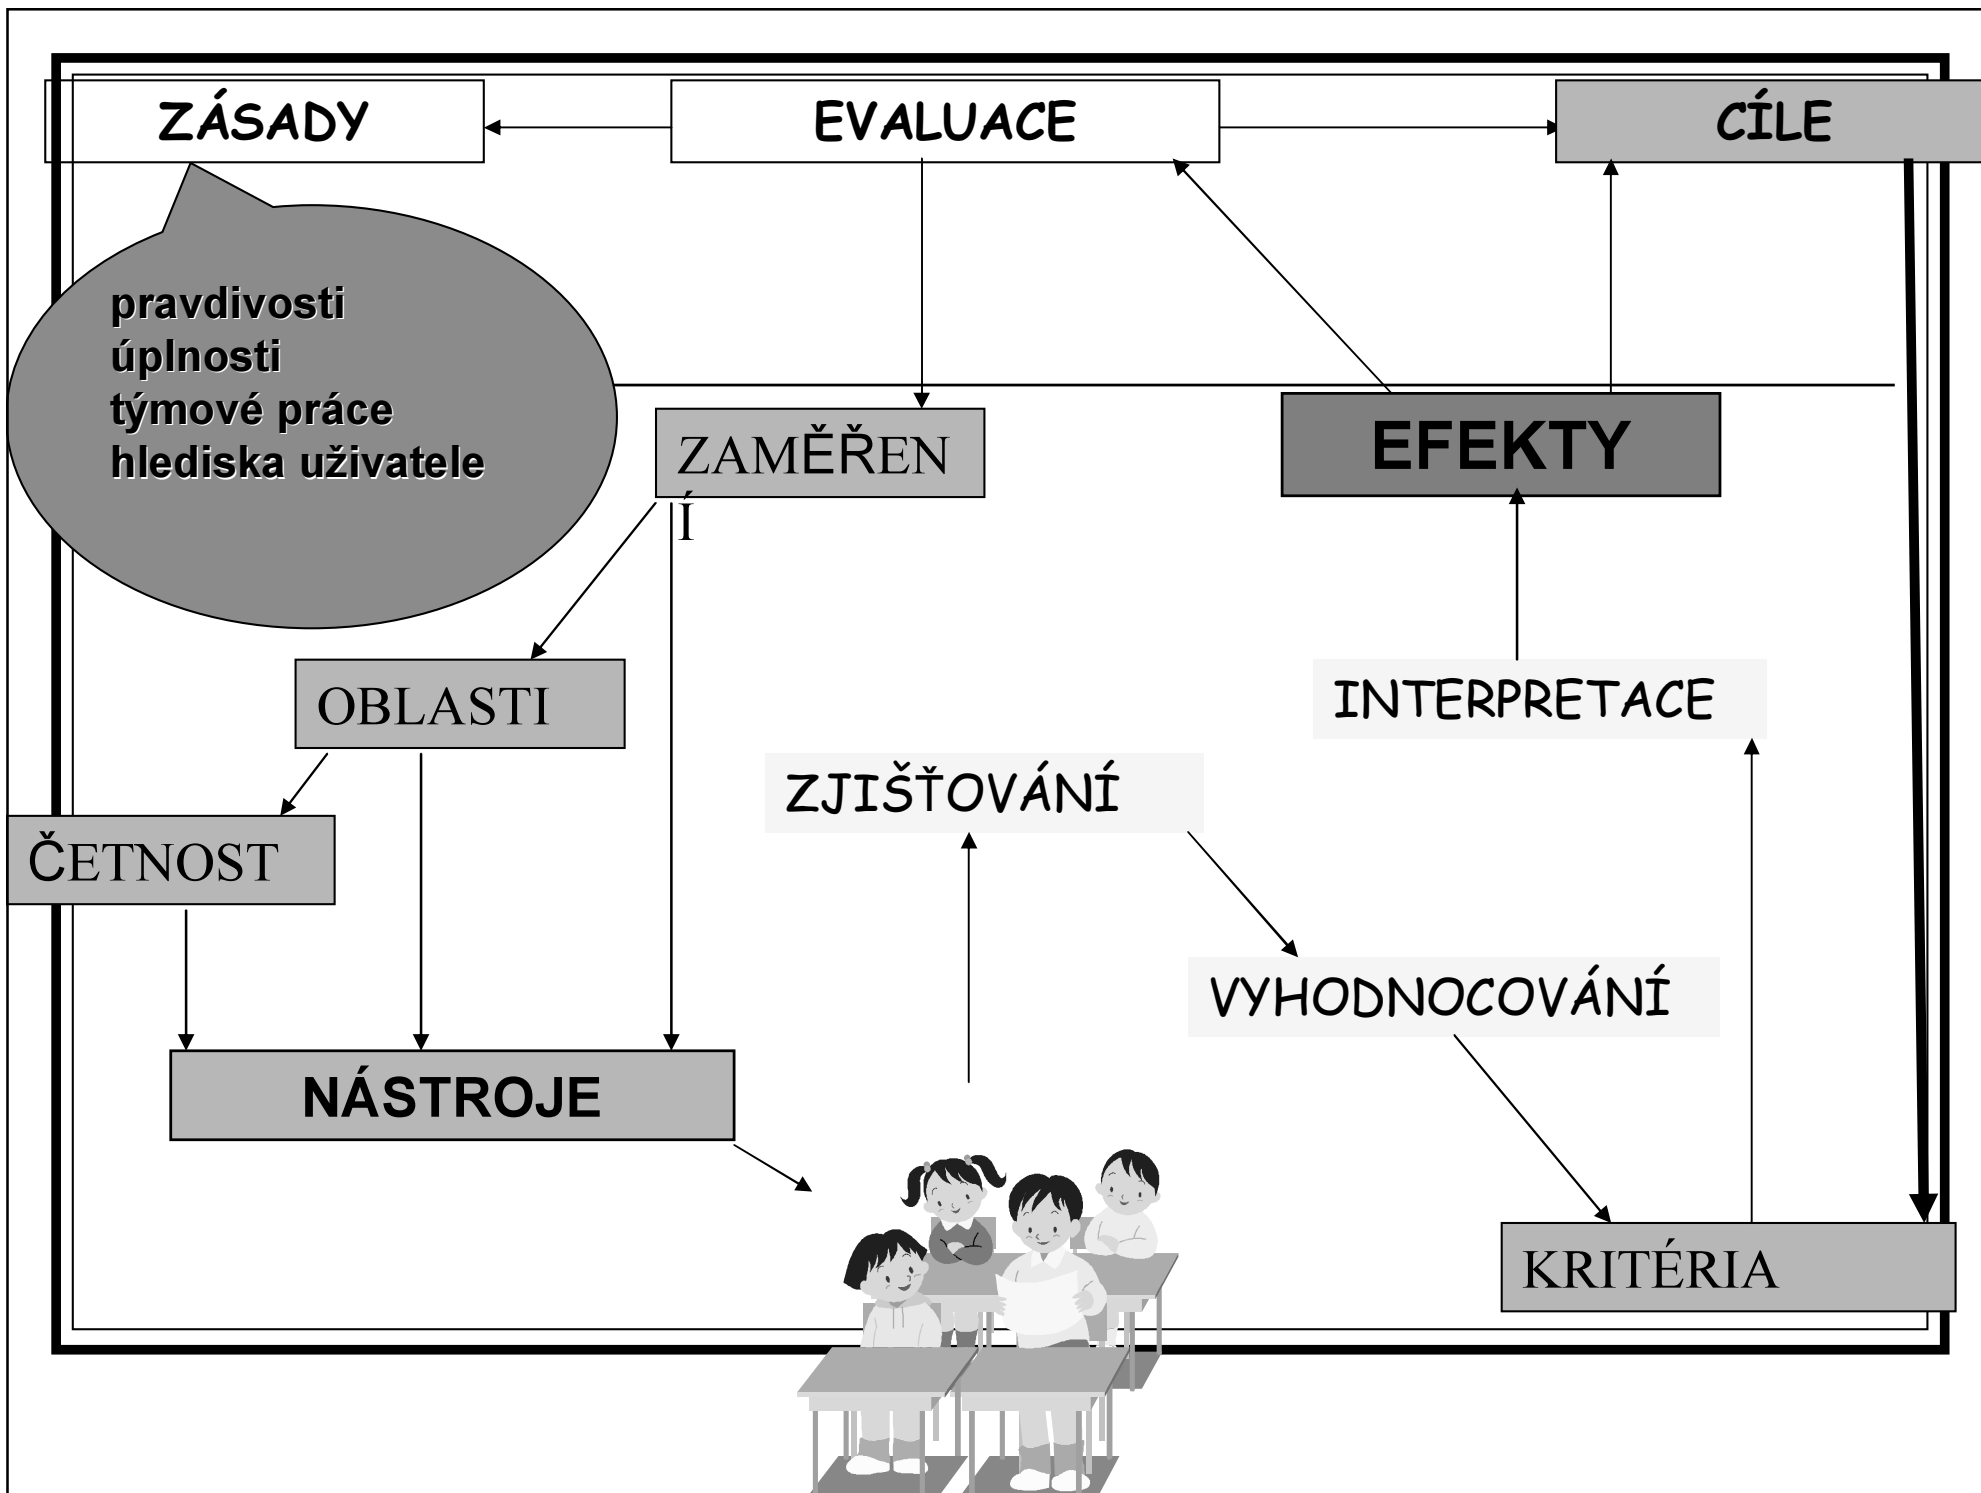 ZÁSADY
EVALUACE
CÍLE
pravdivosti
úplnosti
týmové práce
hlediska uživatele
ZAMĚŘEN
Í
EFEKTY
OBLASTI
INTERPRETACE
ZJIŠŤOVÁNÍ
ČETNOST
VYHODNOCOVÁNÍ
NÁSTROJE
KRITÉRIA